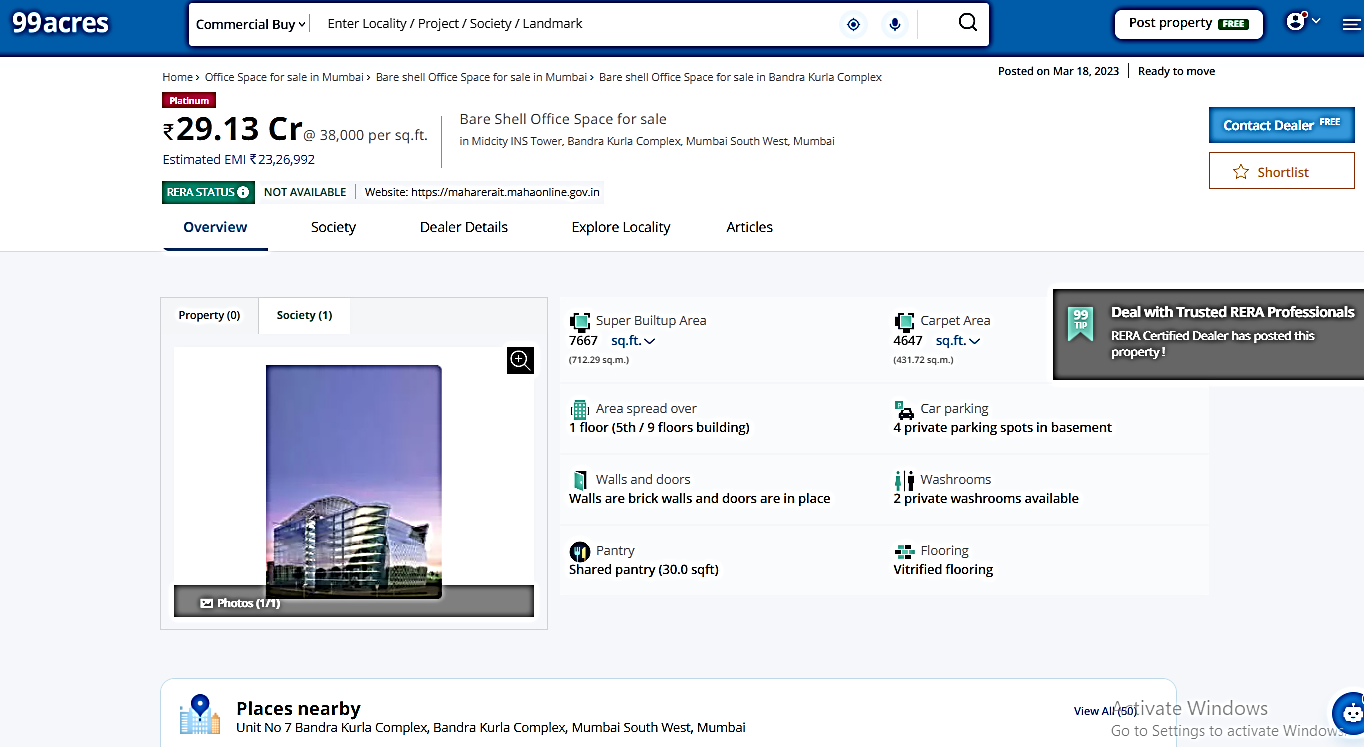 99acres
Commercial Buy
Enter Locality / Project / Society / Landmark
Post property FREE
Home › Office Space for sale in Mumbai › Bare shell Office Space for sale in Mumbai › Bare shell Office Space for sale in Bandra Kurla Complex
Posted on Mar 18, 2023 | Ready to move
Platinum
₹29.13 Cr @ 38,000 per sq.ft.
Estimated EMI ₹23,26,992
Bare Shell Office Space for sale
in Midcity INS Tower, Bandra Kurla Complex, Mumbai South West, Mumbai
Contact Dealer FREE
Shortlist
RERA STATUS NOT AVAILABLE | Website: https://maharerait.mahaonline.gov.in
Overview
Society
Dealer Details
Explore Locality
Articles
Property (0)
Society (1)
Photos (1/1)
Super Builtup Area
7667 sq.ft.
(712.29 sq.m.)
Carpet Area
4647 sq.ft.
(431.72 sq.m.)
Area spread over
1 floor (5th / 9 floors building)
P
Car parking
4 private parking spots in basement
Walls and doors
Walls are brick walls and doors are in place
Washrooms
2 private washrooms available
Pantry
Shared pantry (30.0 sqft)
Flooring
Vitrified flooring
99
TIP
Deal with Trusted RERA Professionals
RERA Certified Dealer has posted this
property !
Places nearby
Unit No 7 Bandra Kurla Complex, Bandra Kurla Complex, Mumbai South West, Mumbai
View All (50)
Activate Windows
Go to Settings to activate Windows.